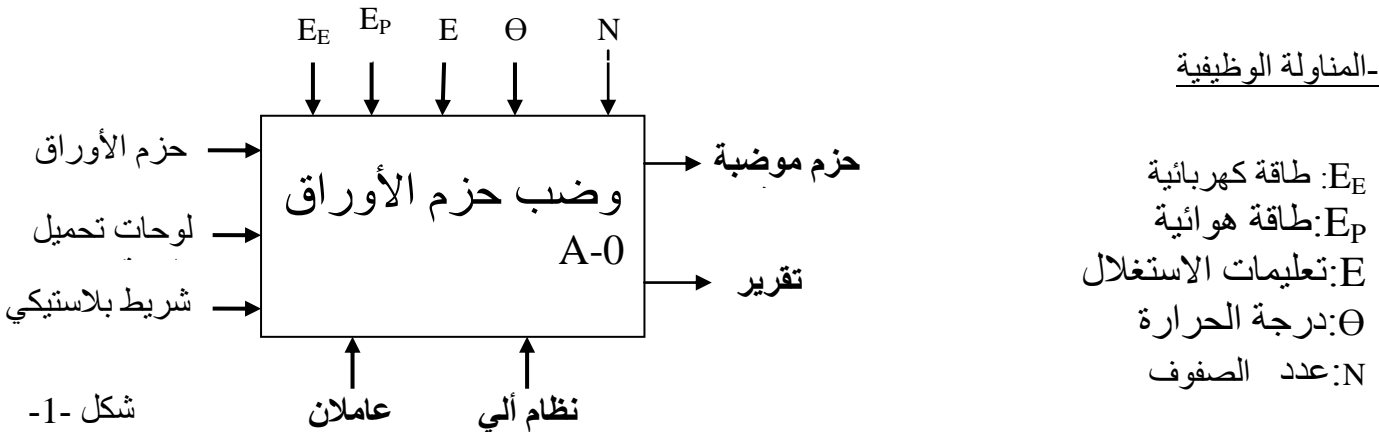 -المناولة الوظيفية
E_E: طاقة كهربائية
E_P:طاقة هوائية
E:تعليمات الاستغلال
Θ:درجة الحرارة
N:عدد الصفوف
E_E E_P E Θ N
حزم الأوراق
لوحات تحميل
شريط بلاستيكي
وضب حزم الأوراق
A-0
حزم موضبة
تقرير
نظام ألي
عاملان
شكل -1-